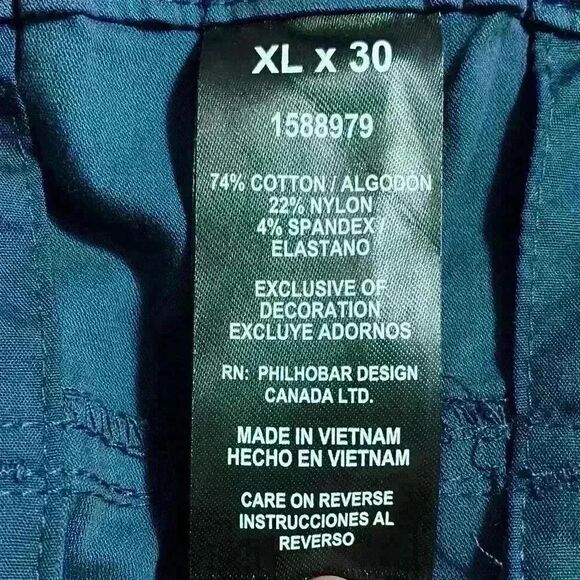 XL x 30
1588979
74% COTTON / ALGODON
22% NYLON
4% SPANDEX /
ELASTANO
EXCLUSIVE OF
DECORATION
EXCLUYE ADORNOS
RN: PHILHOBAR DESIGN
CANADA LTD.
MADE IN VIETNAM
HECHO EN VIETNAM
CARE ON REVERSE
INSTRUCCIONES AL
REVERSO